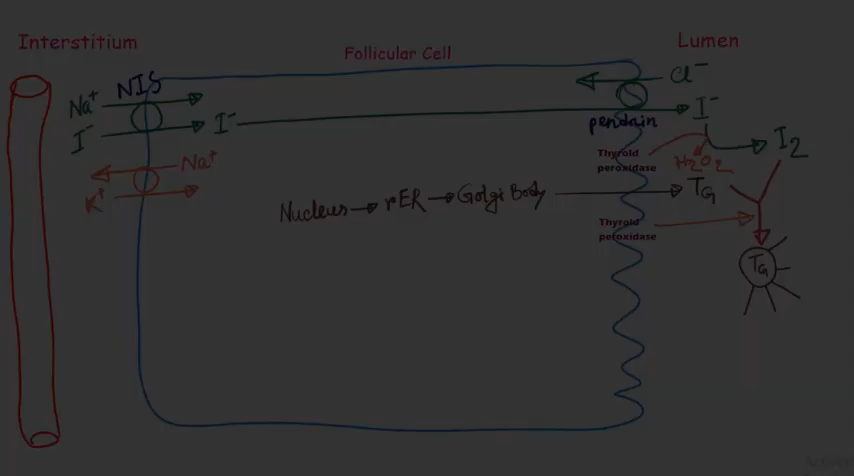 Interstitium
Follicular Cell
Lumen
NIS
Na⁺
I⁻
I⁻
Na⁺
K⁺
Cl⁻
I⁻
pendrin
Thyroid
peroxidase
H₂O₂
I₂
Nucleus → rER → Golgi Body
TG
Thyroid
peroxidase
TG